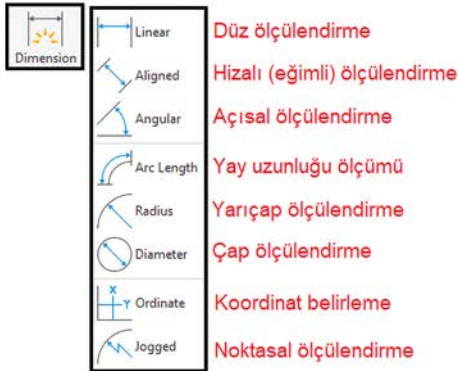 Dimension
Linear Düz ölçülendirme
Aligned Hizalı (eğimli) ölçülendirme
Angular Açısal ölçülendirme
Arc Length Yay uzunluğu ölçümü
Radius Yarıçap ölçülendirme
Diameter Çap ölçülendirme
X
Y Ordinate Koordinat belirleme
Jogged Noktasal ölçülendirme